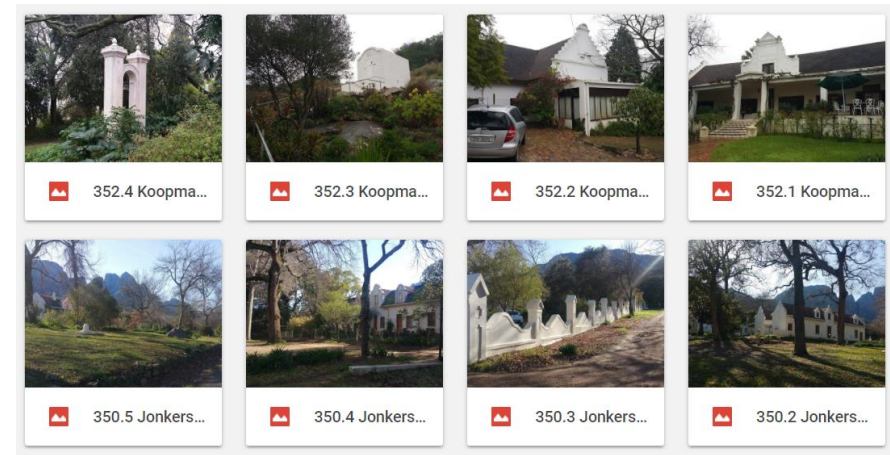 352.4 Koopma...
352.3 Koopma...
352.2 Koopma...
352.1 Koopma...
350.5 Jonkers...
350.4 Jonkers...
350.3 Jonkers...
350.2 Jonkers...